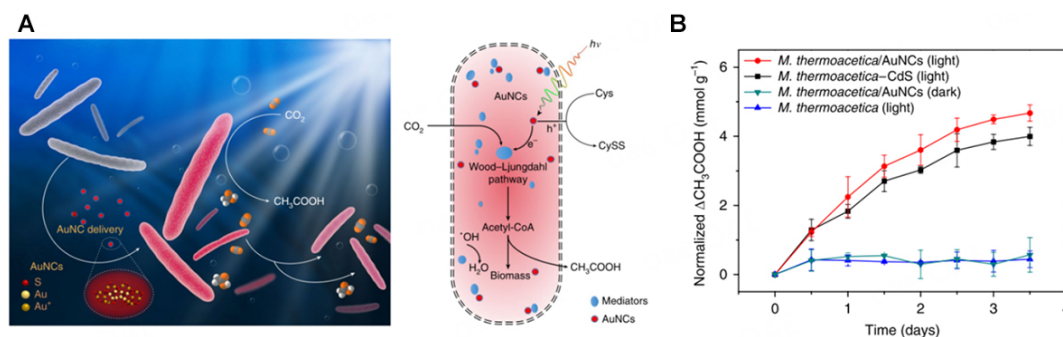 A
CO₂
CH₃COOH
AuNC delivery
AuNCs
S
Au
Au⁺
hν
AuNCs
Cys
CO₂
h⁺
e⁻
CySS
Wood–Ljungdahl
pathway
Acetyl-CoA
•OH
H₂O
Biomass
CH₃COOH
Mediators
AuNCs
B
Normalized ΔCH₃COOH (mmol g⁻¹)
6
4
2
0
M. thermoacetica/AuNCs (light)
M. thermoacetica–CdS (light)
M. thermoacetica/AuNCs (dark)
M. thermoacetica (light)
0 1 2 3 4
Time (days)